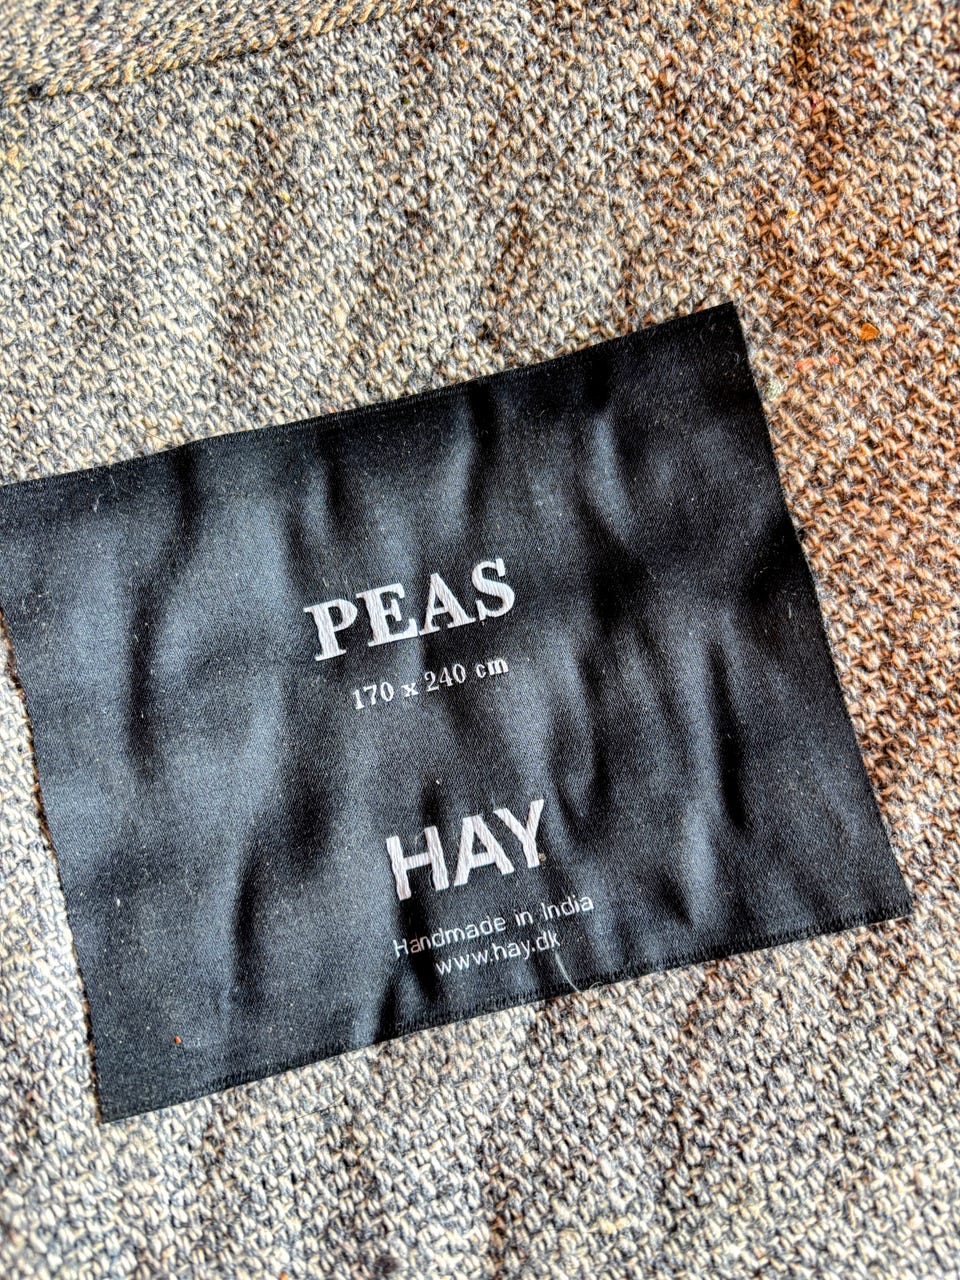 PEAS
170 x 240 cm
HAY
Handmade in India
www.hay.dk